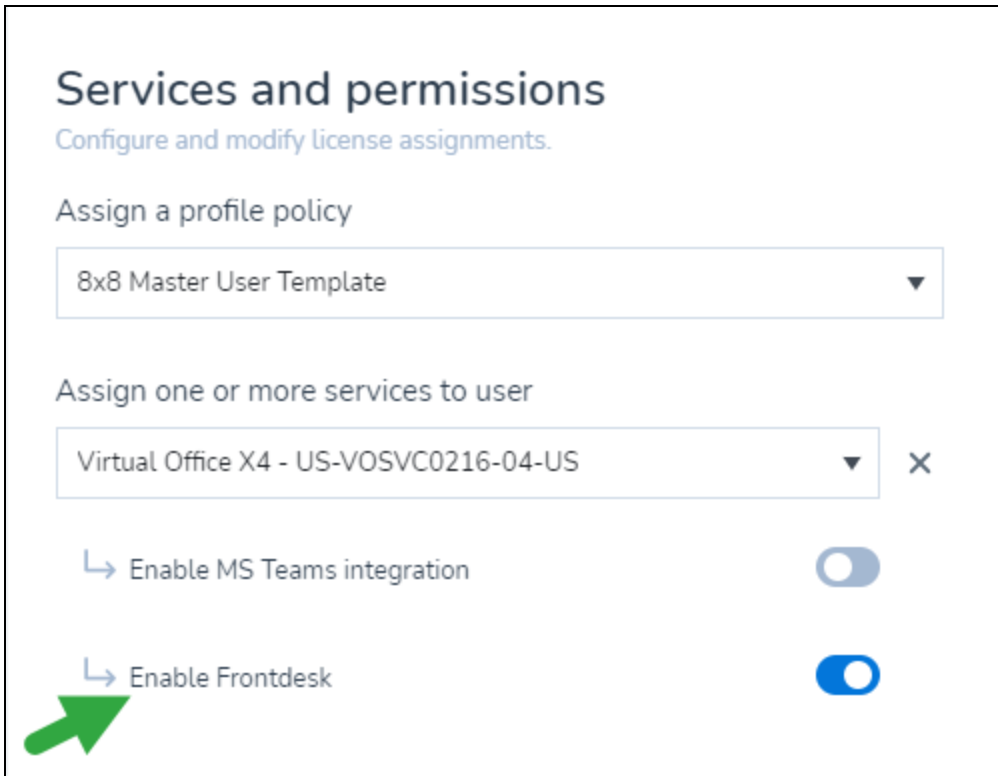 Services and permissions
Configure and modify license assignments.
Assign a profile policy
8x8 Master User Template
Assign one or more services to user
Virtual Office X4 - US-VOSVC0216-04-US
Enable MS Teams integration
Enable Frontdesk